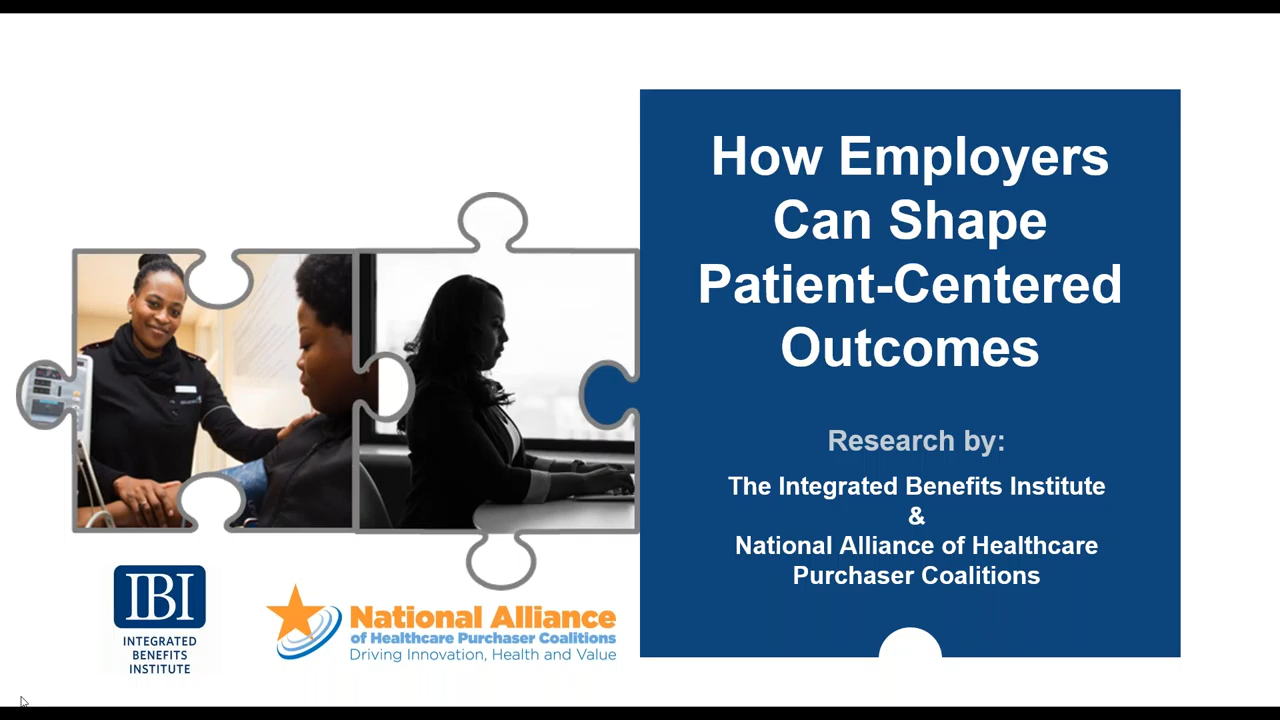 How Employers
Can Shape
Patient-Centered
Outcomes
Research by:
The Integrated Benefits Institute
&
National Alliance of Healthcare
Purchaser Coalitions
IBI
INTEGRATED
BENEFITS
INSTITUTE
National Alliance
of Healthcare Purchaser Coalitions
Driving Innovation, Health and Value